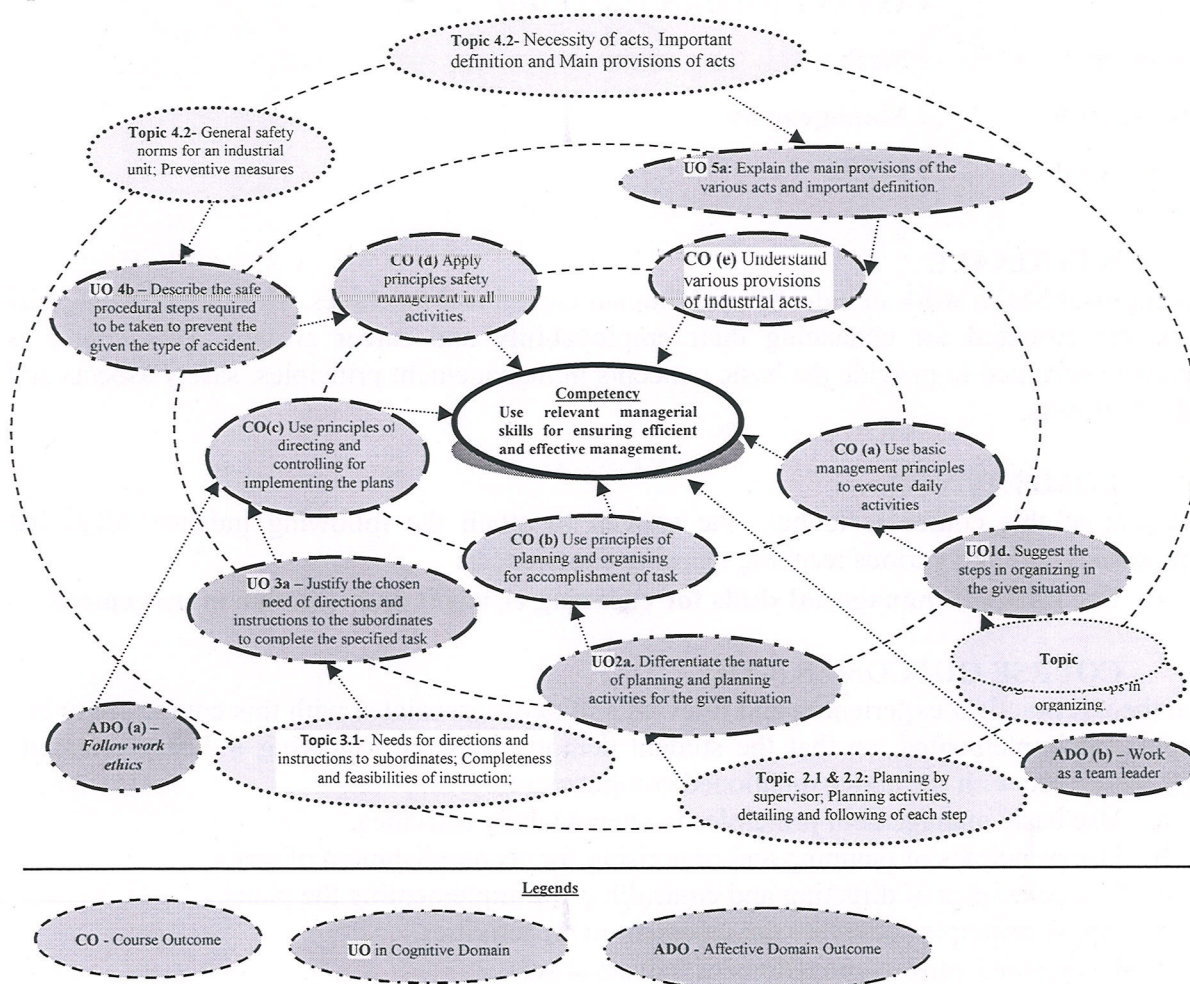 Topic 4.2- Necessity of acts, Important
definition and Main provisions of acts
Topic 4.2- General safety
norms for an industrial
unit; Preventive measures
UO 5a: Explain the main provisions of the
various acts and important definition.
CO (d) Apply
principles safety
management in all
activities.
CO (e) Understand
various provisions
of industrial acts.
UO 4b – Describe the safe
procedural steps required
to be taken to prevent the
given the type of accident.
Competency
Use relevant managerial
skills for ensuring efficient
and effective management.
CO(c) Use principles of
directing and
controlling for
implementing the plans
CO (a) Use basic
management principles
to execute daily
activities
CO (b) Use principles of
planning and organising
for accomplishment of task
UO1d. Suggest the
steps in organizing in
the given situation
UO 3a – Justify the chosen
need of directions and
instructions to the subordinates
to complete the specified task
UO2a. Differentiate the nature
of planning and planning
activities for the given situation
Topic
in
organizing.
ADO (a) –
Follow work
ethics
Topic 3.1- Needs for directions and
instructions to subordinates; Completeness
and feasibilities of instruction;
ADO (b) – Work
as a team leader
Topic 2.1 & 2.2: Planning by
supervisor; Planning activities,
detailing and following of each step
Legends
CO - Course Outcome
UO in Cognitive Domain
ADO - Affective Domain Outcome